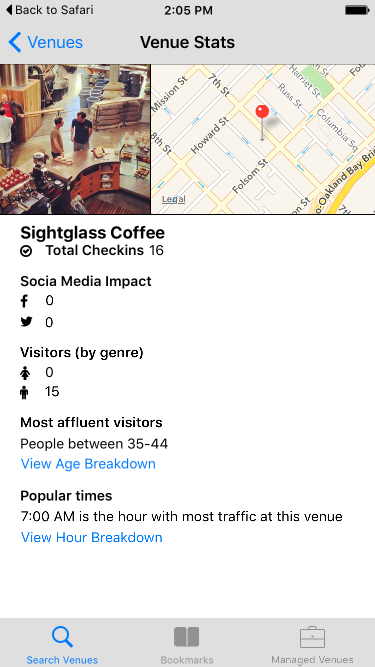 Back to Safari
2:05 PM
Venues
Venue Stats
Mission St
7th St
Harriet St
Russ St
Columbia Sq
Howard St
8th St
Folsom St
7th St
o-Oakland Bay Bri
Legal
Sightglass Coffee
Total Checkins 16
Socia Media Impact
0
0
Visitors (by genre)
0
15
Most affluent visitors
People between 35-44
View Age Breakdown
Popular times
7:00 AM is the hour with most traffic at this venue
View Hour Breakdown
Search Venues
Bookmarks
Managed Venues